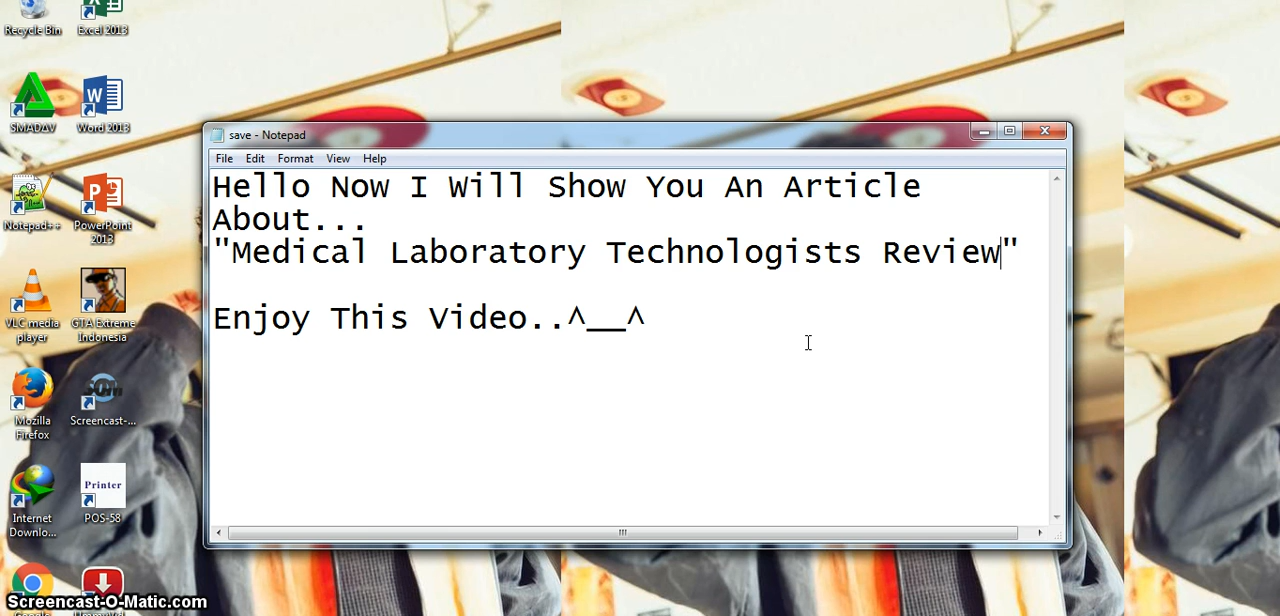 Recycle Bin
Excel 2013
SMADΔV
Word 2013
Notepad++
PowerPoint
2013
VLC media
player
GTA Extreme
Indonesia
Mozilla
Firefox
Screencast-...
Internet
Downlo...
Printer
POS-58
Google
save - Notepad
File Edit Format View Help
Hello Now I Will Show You An Article
About...
"Medical Laboratory Technologists Review"
Enjoy This Video..^__^
Screencast-O-Matic.com